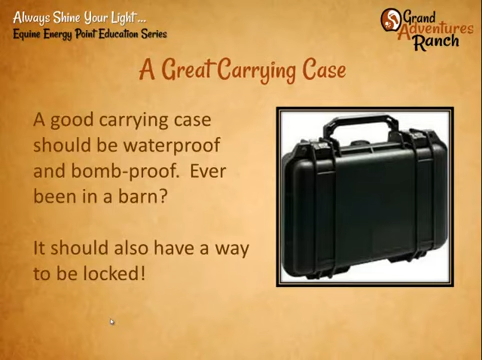 Always Shine Your Light...
Equine Energy Point Education Series
Grand
Adventures
Ranch
A Great Carrying Case
A good carrying case
should be waterproof
and bomb-proof.  Ever
been in a barn?
It should also have a way
to be locked!